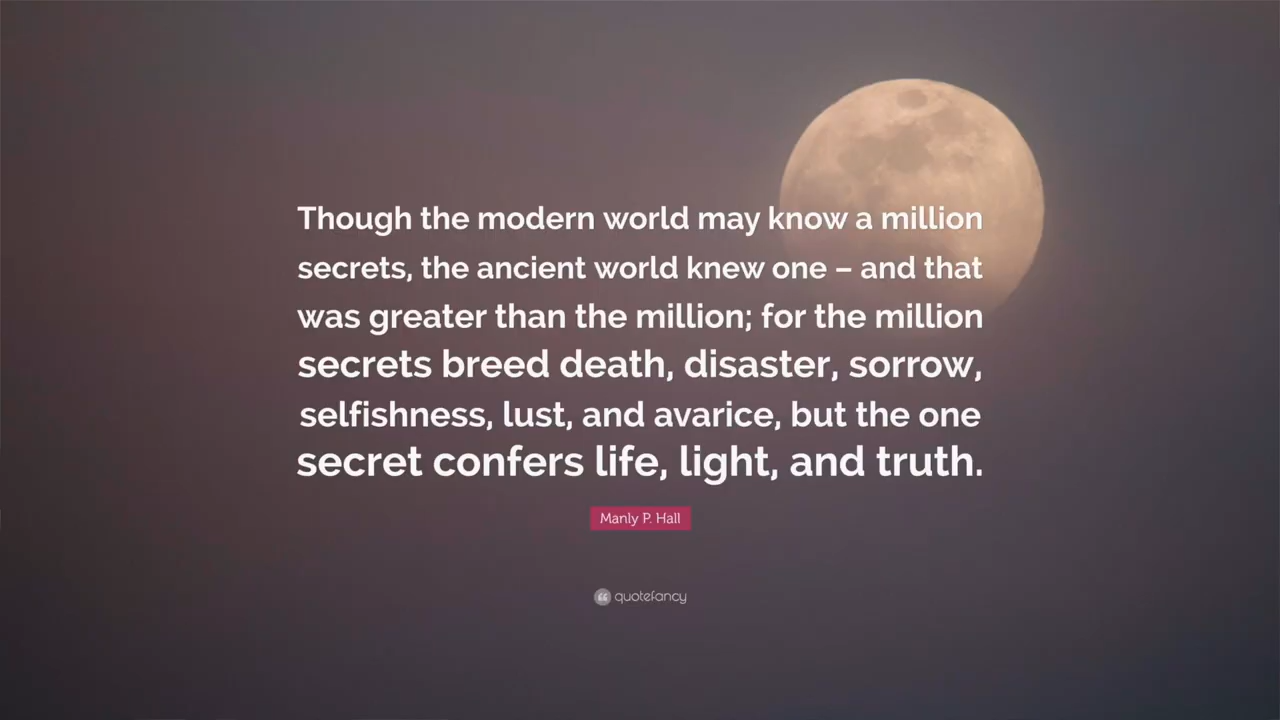 Though the modern world may know a million
secrets, the ancient world knew one – and that
was greater than the million; for the million
secrets breed death, disaster, sorrow,
selfishness, lust, and avarice, but the one
secret confers life, light, and truth.
Manly P. Hall
quotefancy